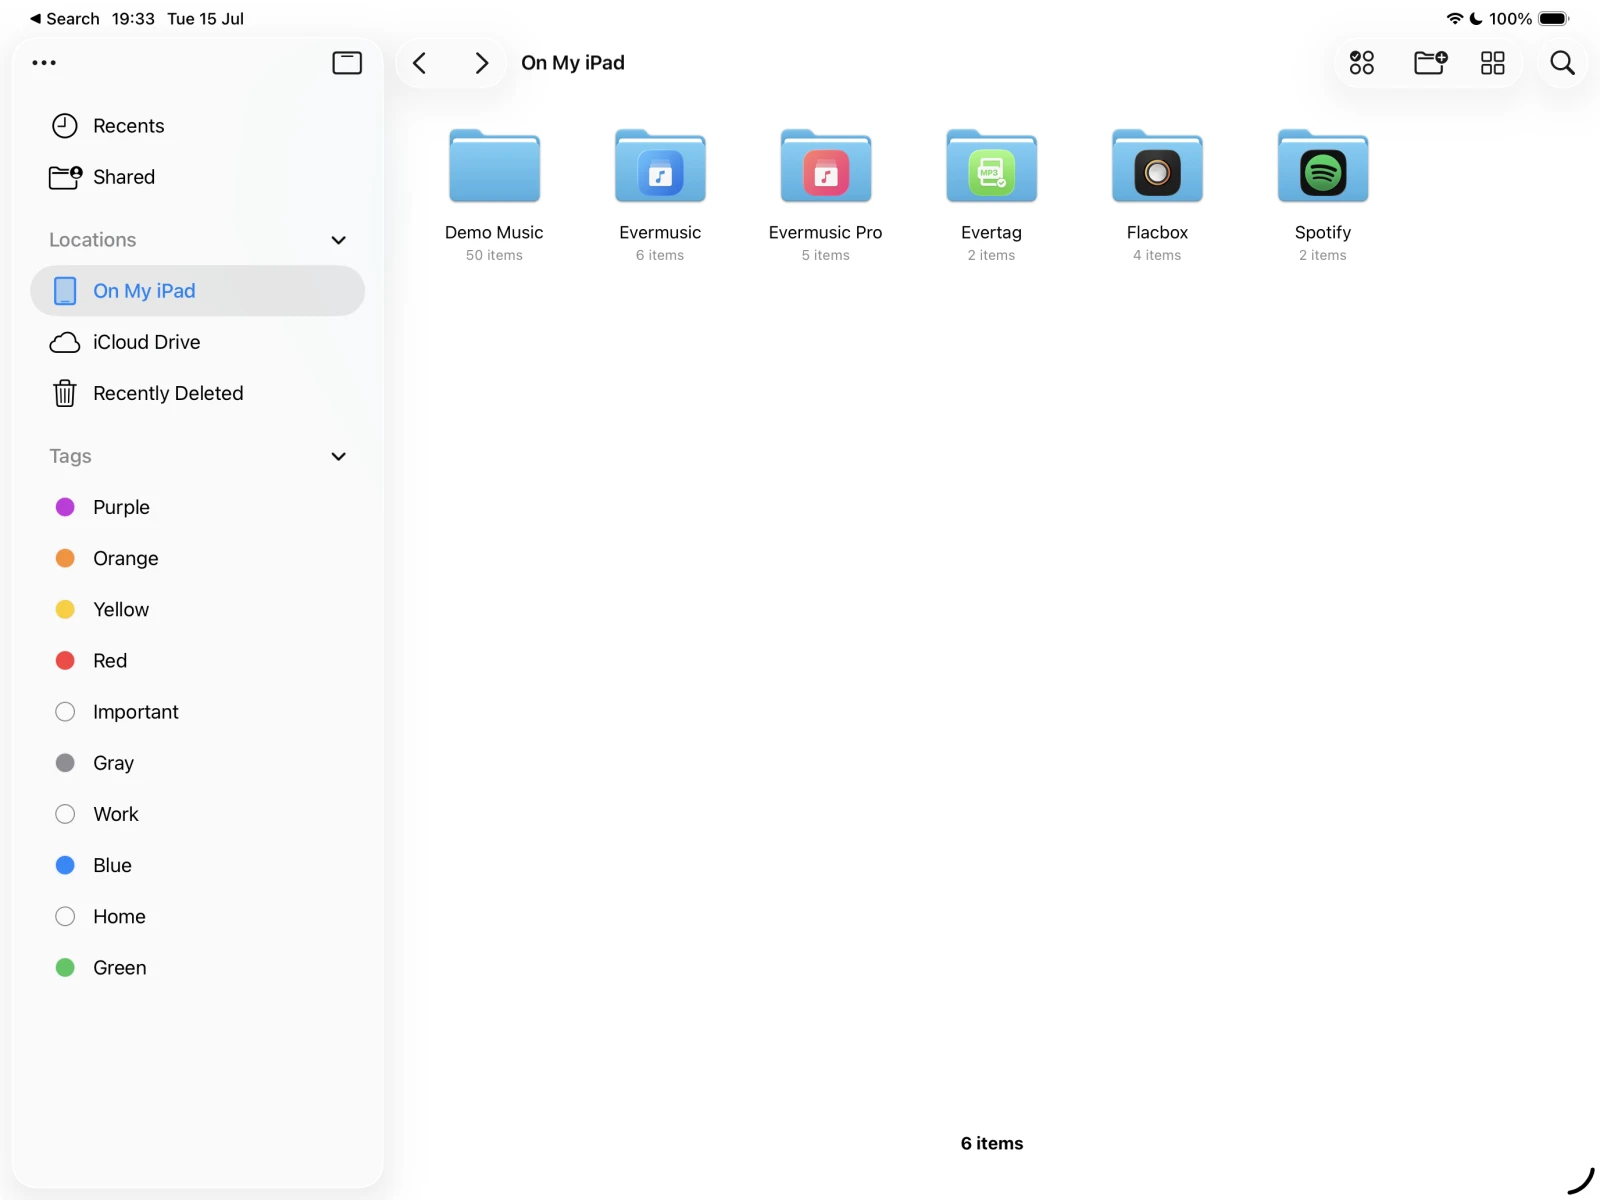 ◀ Search 19:33 Tue 15 Jul
100%
On My iPad
Recents
Shared
Locations
On My iPad
iCloud Drive
Recently Deleted
Tags
Purple
Orange
Yellow
Red
Important
Gray
Work
Blue
Home
Green
Demo Music
50 items
Evermusic
6 items
Evermusic Pro
5 items
MP3
Evertag
2 items
Flacbox
4 items
Spotify
2 items
6 items